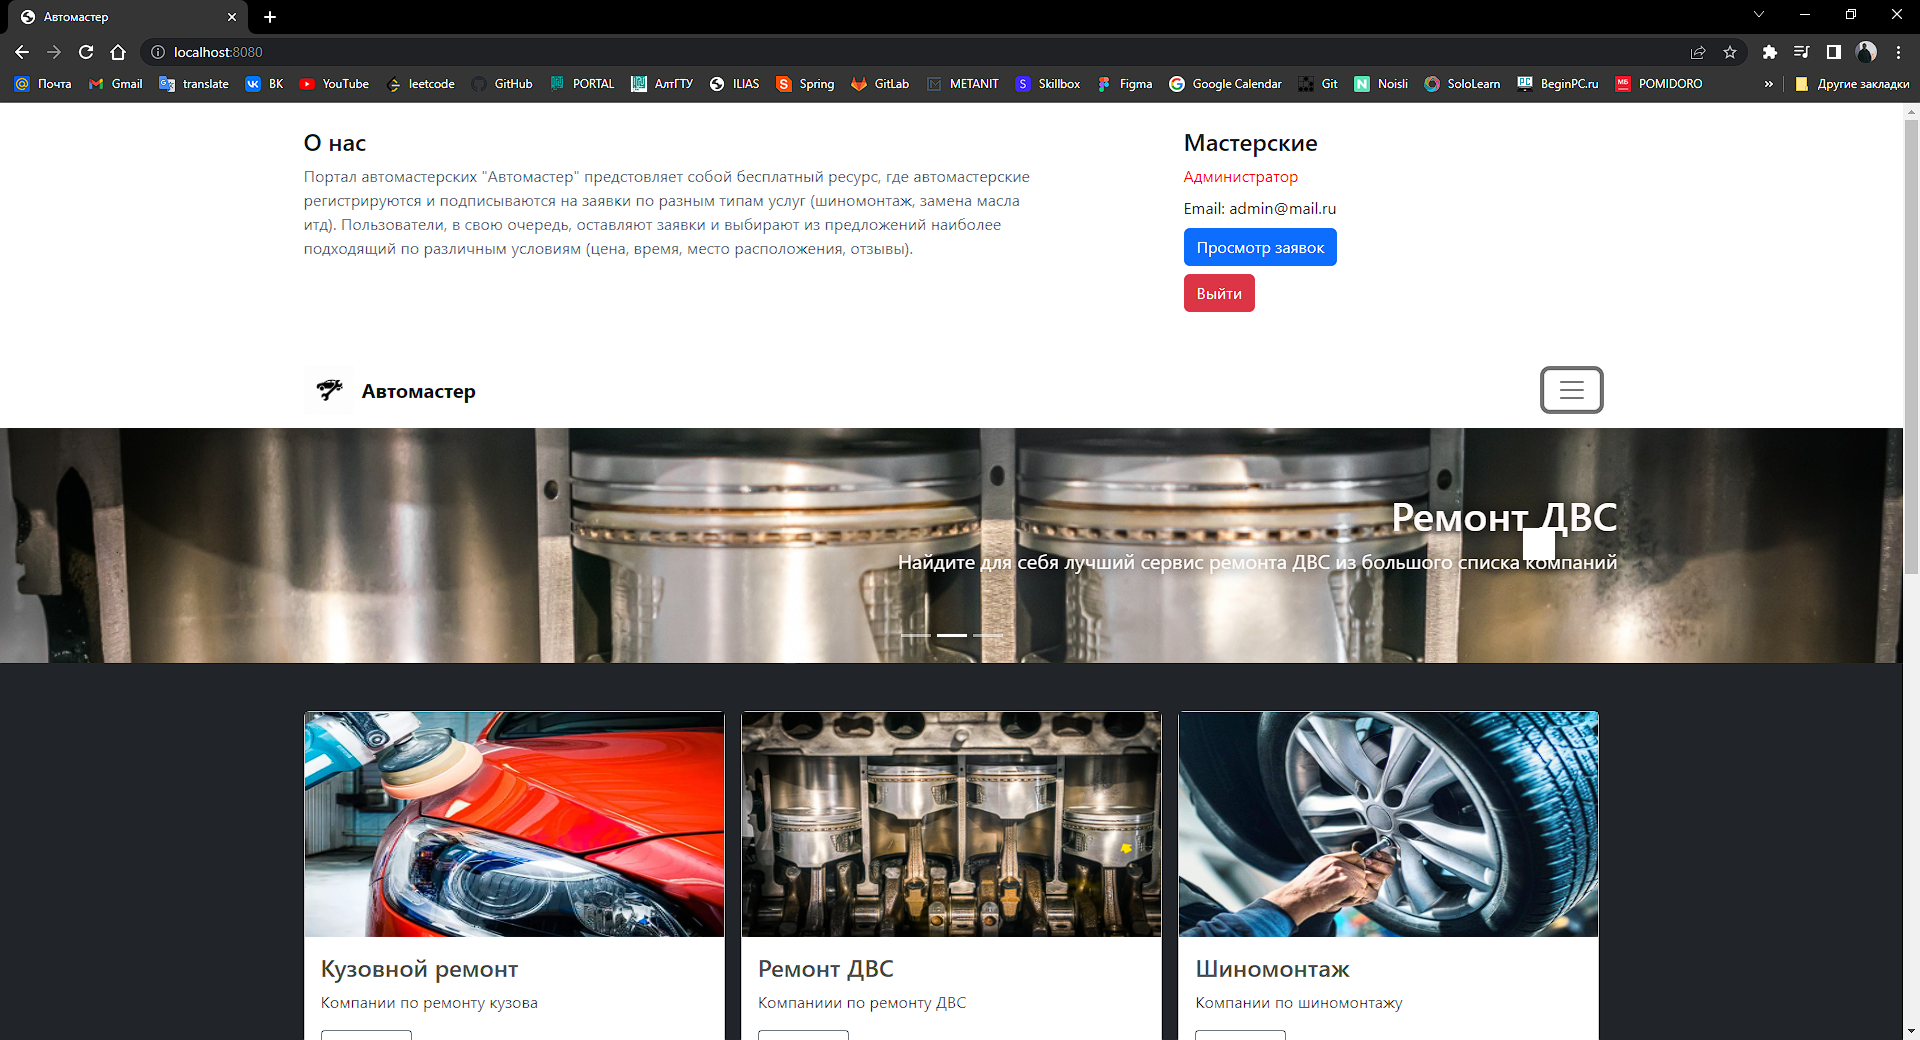 Автомастер
localhost:8080
Почта
Gmail
translate
ВК
YouTube
leetcode
GitHub
PORTAL
АлтГТУ
ILIAS
Spring
GitLab
METANIT
Skillbox
Figma
Google Calendar
Git
Noisli
SoloLearn
BeginPC.ru
POMIDORO
»
Другие закладки
О нас
Портал автомастерских "Автомастер" предстовляет собой бесплатный ресурс, где автомастерские
регистрируются и подписываются на заявки по разным типам услуг (шиномонтаж, замена масла
итд). Пользователи, в свою очередь, оставляют заявки и выбирают из предложений наиболее
подходящий по различным условиям (цена, время, место расположения, отзывы).
Мастерские
Администратор
Email: admin@mail.ru
Просмотр заявок
Выйти
Автомастер
Ремонт ДВС
Найдите для себя лучший сервис ремонта ДВС из большого списка компаний
Кузовной ремонт
Компании по ремонту кузова
Ремонт ДВС
Компаниии по ремонту ДВС
Шиномонтаж
Компании по шиномонтажу